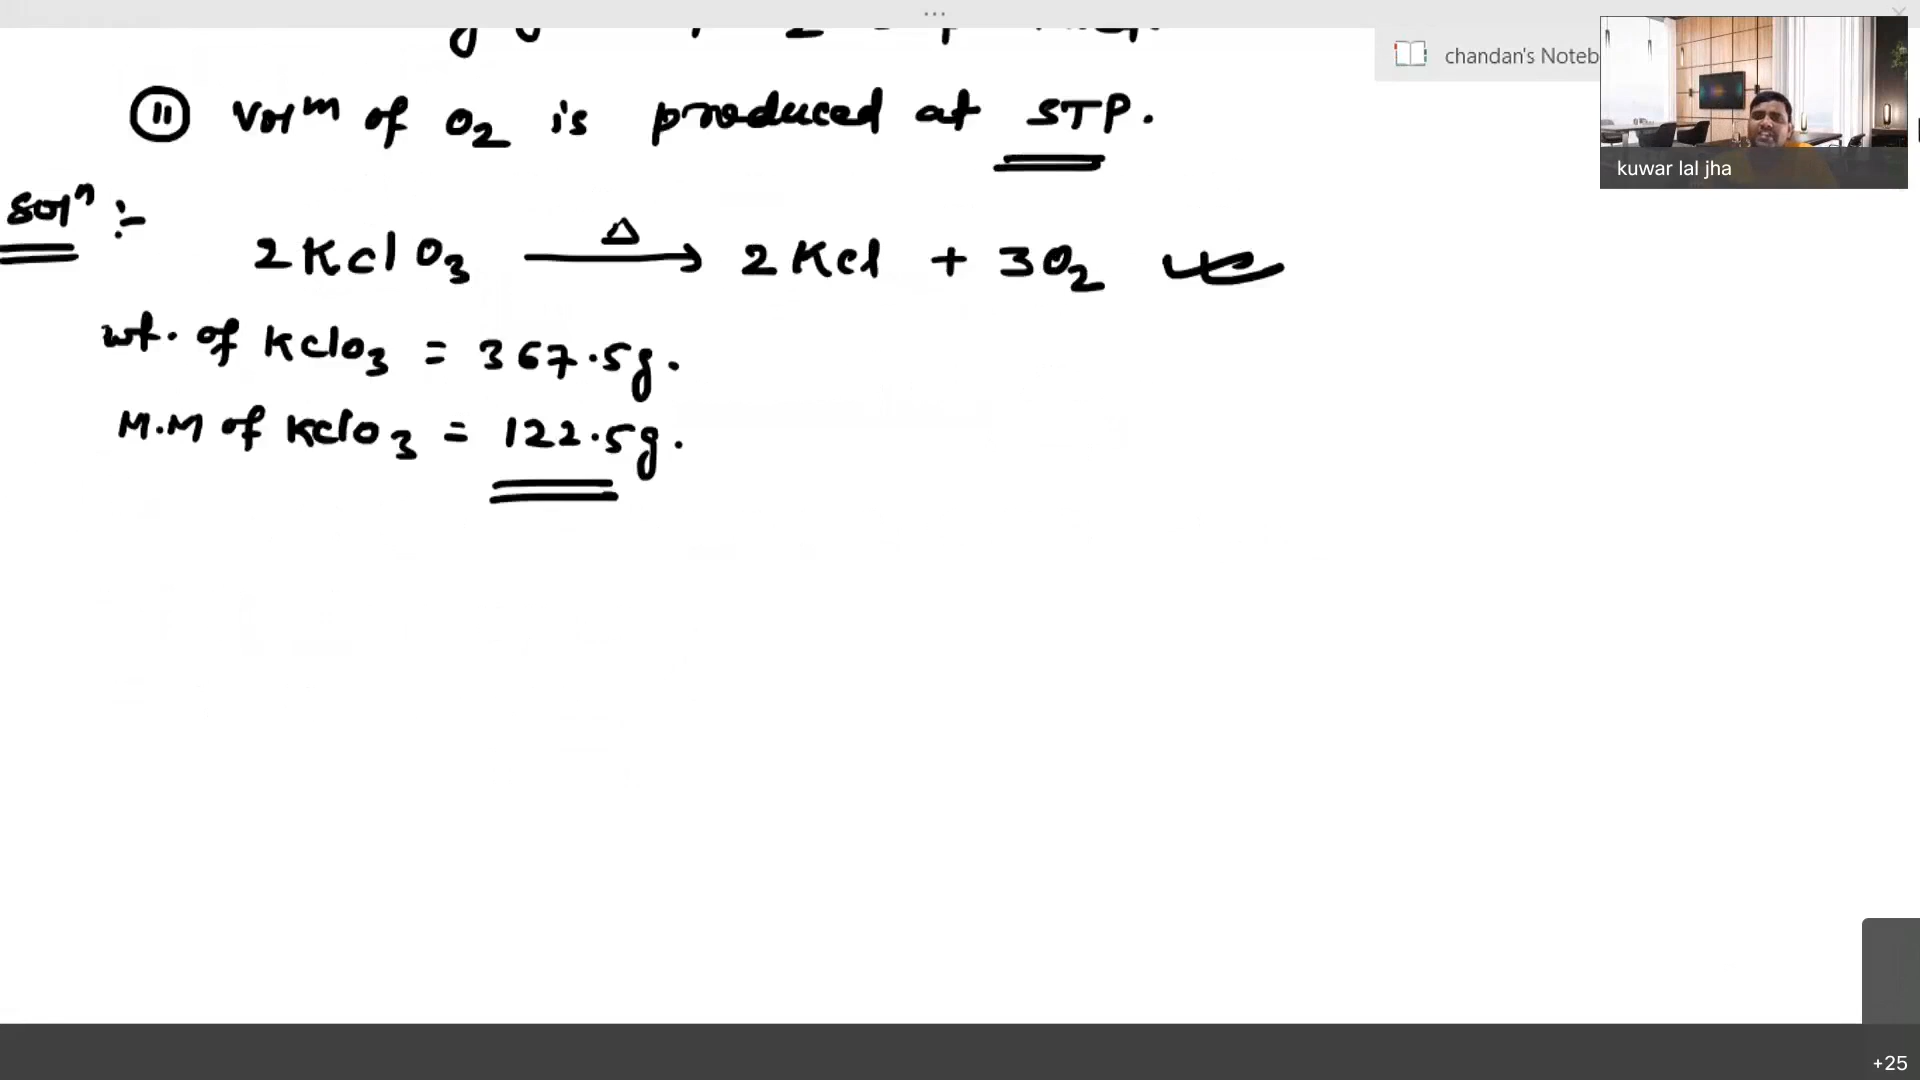 chandan's Noteb
(ii) Vol^m of O₂ is produced at STP.
kuwar lal jha
Solⁿ :-
2KClO₃ —Δ→ 2KCl + 3O₂
wt. of KClO₃ = 367.5g.
M.M of KClO₃ = 122.5g.
+25